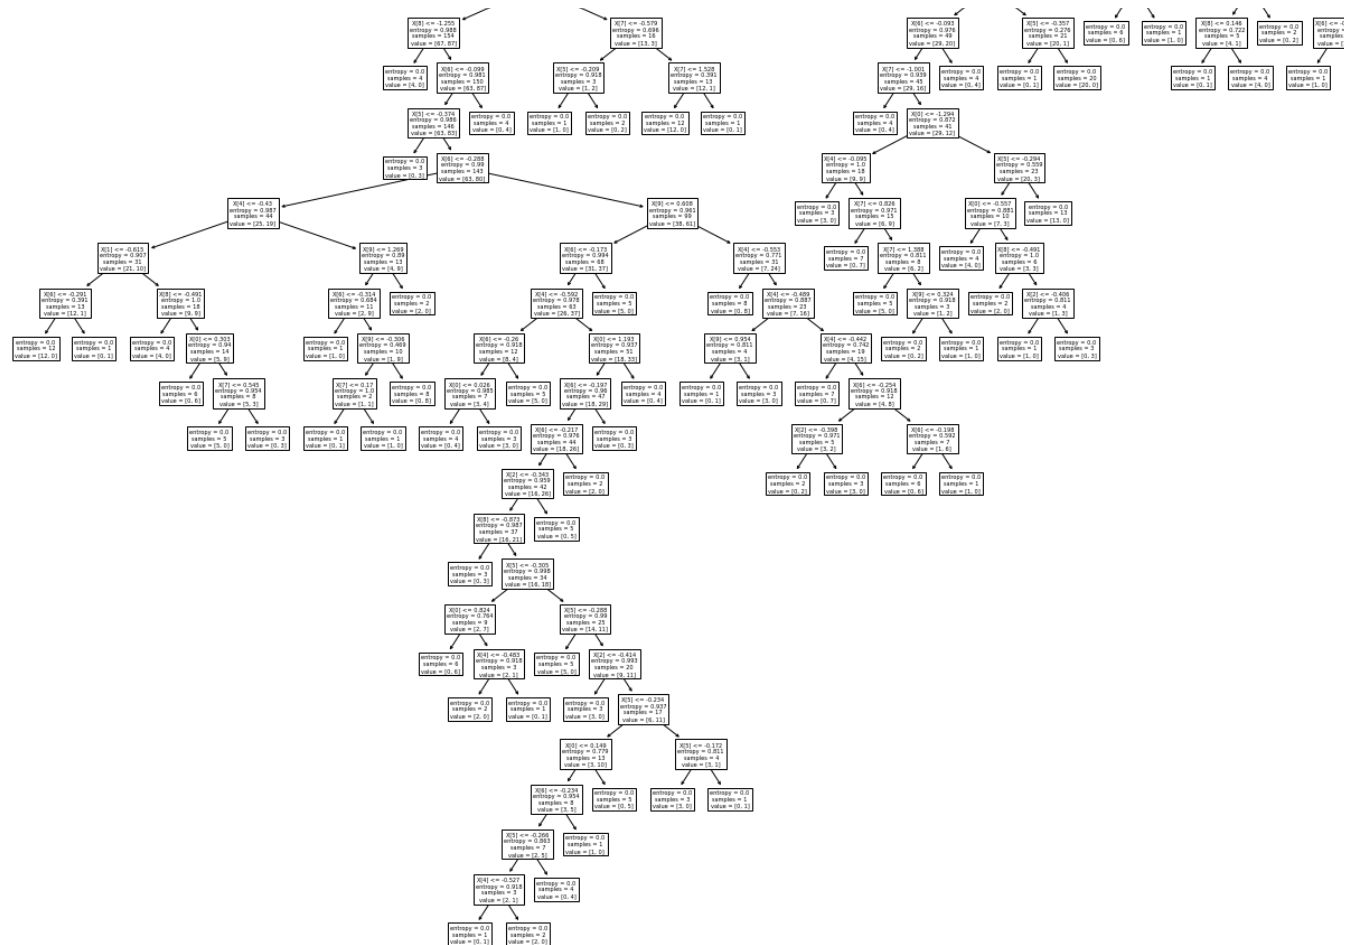 X[8] <= -1.255
entropy = 0.988
samples = 154
value = [67, 87]
X[7] <= -0.579
entropy = 0.696
samples = 16
value = [13, 3]
X[6] <= -0.093
entropy = 0.976
samples = 49
value = [29, 20]
X[5] <= -0.357
entropy = 0.276
samples = 21
value = [20, 1]
entropy = 0.0
samples = 6
value = [0, 6]
entropy = 0.0
samples = 1
value = [1, 0]
X[8] <= 0.146
entropy = 0.722
samples = 5
value = [4, 1]
entropy = 0.0
samples = 2
value = [0, 2]
X[6] <= -
entropy =
samples =
value = [
entropy = 0.0
samples = 4
value = [4, 0]
X[6] <= -0.099
entropy = 0.981
samples = 150
value = [63, 87]
X[5] <= -0.209
entropy = 0.918
samples = 3
value = [1, 2]
X[7] <= 1.528
entropy = 0.391
samples = 13
value = [12, 1]
X[7] <= -1.001
entropy = 0.939
samples = 45
value = [29, 16]
entropy = 0.0
samples = 4
value = [0, 4]
entropy = 0.0
samples = 1
value = [0, 1]
entropy = 0.0
samples = 20
value = [20, 0]
entropy = 0.0
samples = 1
value = [0, 1]
entropy = 0.0
samples = 4
value = [4, 0]
entropy = 0.0
samples = 1
value = [1, 0]
X[5] <= -0.374
entropy = 0.986
samples = 146
value = [63, 83]
entropy = 0.0
samples = 4
value = [0, 4]
entropy = 0.0
samples = 1
value = [1, 0]
entropy = 0.0
samples = 2
value = [0, 2]
entropy = 0.0
samples = 12
value = [12, 0]
entropy = 0.0
samples = 1
value = [0, 1]
entropy = 0.0
samples = 4
value = [0, 4]
X[0] <= -1.294
entropy = 0.872
samples = 41
value = [29, 12]
entropy = 0.0
samples = 3
value = [0, 3]
X[6] <= -0.288
entropy = 0.99
samples = 143
value = [63, 80]
X[4] <= -0.095
entropy = 1.0
samples = 18
value = [9, 9]
X[5] <= -0.294
entropy = 0.559
samples = 23
value = [20, 3]
X[4] <= -0.43
entropy = 0.987
samples = 44
value = [25, 19]
X[9] <= 0.608
entropy = 0.961
samples = 99
value = [38, 61]
entropy = 0.0
samples = 3
value = [3, 0]
X[7] <= 0.826
entropy = 0.971
samples = 15
value = [6, 9]
X[0] <= -0.557
entropy = 0.881
samples = 10
value = [7, 3]
entropy = 0.0
samples = 13
value = [13, 0]
X[1] <= -0.615
entropy = 0.907
samples = 31
value = [21, 10]
X[9] <= 1.269
entropy = 0.89
samples = 13
value = [4, 9]
X[6] <= -0.173
entropy = 0.994
samples = 68
value = [31, 37]
X[4] <= -0.553
entropy = 0.771
samples = 31
value = [7, 24]
entropy = 0.0
samples = 7
value = [0, 7]
X[7] <= 1.388
entropy = 0.811
samples = 8
value = [6, 2]
entropy = 0.0
samples = 4
value = [4, 0]
X[8] <= -0.491
entropy = 1.0
samples = 6
value = [3, 3]
X[6] <= -0.291
entropy = 0.391
samples = 13
value = [12, 1]
X[8] <= -0.491
entropy = 1.0
samples = 18
value = [9, 9]
X[6] <= -0.314
entropy = 0.684
samples = 11
value = [2, 9]
entropy = 0.0
samples = 2
value = [2, 0]
X[4] <= -0.592
entropy = 0.978
samples = 63
value = [26, 37]
entropy = 0.0
samples = 5
value = [5, 0]
entropy = 0.0
samples = 8
value = [0, 8]
X[4] <= -0.489
entropy = 0.887
samples = 23
value = [7, 16]
entropy = 0.0
samples = 5
value = [5, 0]
X[9] <= 0.324
entropy = 0.918
samples = 3
value = [1, 2]
entropy = 0.0
samples = 2
value = [2, 0]
X[2] <= -0.406
entropy = 0.811
samples = 4
value = [1, 3]
entropy = 0.0
samples = 12
value = [12, 0]
entropy = 0.0
samples = 1
value = [0, 1]
entropy = 0.0
samples = 4
value = [4, 0]
X[0] <= 0.303
entropy = 0.94
samples = 14
value = [5, 9]
entropy = 0.0
samples = 1
value = [1, 0]
X[9] <= -0.306
entropy = 0.469
samples = 10
value = [1, 9]
X[6] <= -0.26
entropy = 0.918
samples = 12
value = [8, 4]
X[0] <= 1.193
entropy = 0.937
samples = 51
value = [18, 33]
X[9] <= 0.954
entropy = 0.811
samples = 4
value = [3, 1]
X[4] <= -0.442
entropy = 0.742
samples = 19
value = [4, 15]
entropy = 0.0
samples = 2
value = [0, 2]
entropy = 0.0
samples = 1
value = [1, 0]
entropy = 0.0
samples = 1
value = [1, 0]
entropy = 0.0
samples = 3
value = [0, 3]
entropy = 0.0
samples = 6
value = [0, 6]
X[7] <= 0.545
entropy = 0.954
samples = 8
value = [5, 3]
X[7] <= 0.17
entropy = 1.0
samples = 2
value = [1, 1]
entropy = 0.0
samples = 8
value = [0, 8]
X[0] <= 0.026
entropy = 0.985
samples = 7
value = [3, 4]
entropy = 0.0
samples = 5
value = [5, 0]
X[6] <= -0.197
entropy = 0.96
samples = 47
value = [18, 29]
entropy = 0.0
samples = 4
value = [0, 4]
entropy = 0.0
samples = 1
value = [0, 1]
entropy = 0.0
samples = 3
value = [3, 0]
entropy = 0.0
samples = 7
value = [0, 7]
X[6] <= -0.254
entropy = 0.918
samples = 12
value = [4, 8]
entropy = 0.0
samples = 5
value = [5, 0]
entropy = 0.0
samples = 3
value = [0, 3]
entropy = 0.0
samples = 1
value = [0, 1]
entropy = 0.0
samples = 1
value = [1, 0]
entropy = 0.0
samples = 4
value = [0, 4]
entropy = 0.0
samples = 3
value = [3, 0]
X[6] <= -0.217
entropy = 0.976
samples = 44
value = [18, 26]
entropy = 0.0
samples = 3
value = [0, 3]
X[2] <= -0.398
entropy = 0.971
samples = 5
value = [3, 2]
X[6] <= -0.198
entropy = 0.592
samples = 7
value = [1, 6]
X[2] <= -0.343
entropy = 0.959
samples = 42
value = [16, 26]
entropy = 0.0
samples = 2
value = [2, 0]
entropy = 0.0
samples = 2
value = [0, 2]
entropy = 0.0
samples = 3
value = [3, 0]
entropy = 0.0
samples = 6
value = [0, 6]
entropy = 0.0
samples = 1
value = [1, 0]
X[8] <= -0.873
entropy = 0.987
samples = 37
value = [16, 21]
entropy = 0.0
samples = 5
value = [0, 5]
entropy = 0.0
samples = 3
value = [0, 3]
X[5] <= -0.305
entropy = 0.998
samples = 34
value = [16, 18]
X[0] <= 0.824
entropy = 0.764
samples = 9
value = [2, 7]
X[5] <= -0.288
entropy = 0.99
samples = 25
value = [14, 11]
entropy = 0.0
samples = 6
value = [0, 6]
X[4] <= -0.483
entropy = 0.918
samples = 3
value = [2, 1]
entropy = 0.0
samples = 5
value = [5, 0]
X[2] <= -0.414
entropy = 0.993
samples = 20
value = [9, 11]
entropy = 0.0
samples = 2
value = [2, 0]
entropy = 0.0
samples = 1
value = [0, 1]
entropy = 0.0
samples = 3
value = [3, 0]
X[5] <= -0.234
entropy = 0.937
samples = 17
value = [6, 11]
X[0] <= 0.149
entropy = 0.779
samples = 13
value = [3, 10]
X[5] <= -0.172
entropy = 0.811
samples = 4
value = [3, 1]
X[6] <= -0.234
entropy = 0.954
samples = 8
value = [3, 5]
entropy = 0.0
samples = 5
value = [0, 5]
entropy = 0.0
samples = 3
value = [3, 0]
entropy = 0.0
samples = 1
value = [0, 1]
X[5] <= -0.266
entropy = 0.863
samples = 7
value = [2, 5]
entropy = 0.0
samples = 1
value = [1, 0]
X[4] <= -0.527
entropy = 0.918
samples = 3
value = [2, 1]
entropy = 0.0
samples = 4
value = [0, 4]
entropy = 0.0
samples = 1
value = [0, 1]
entropy = 0.0
samples = 2
value = [2, 0]